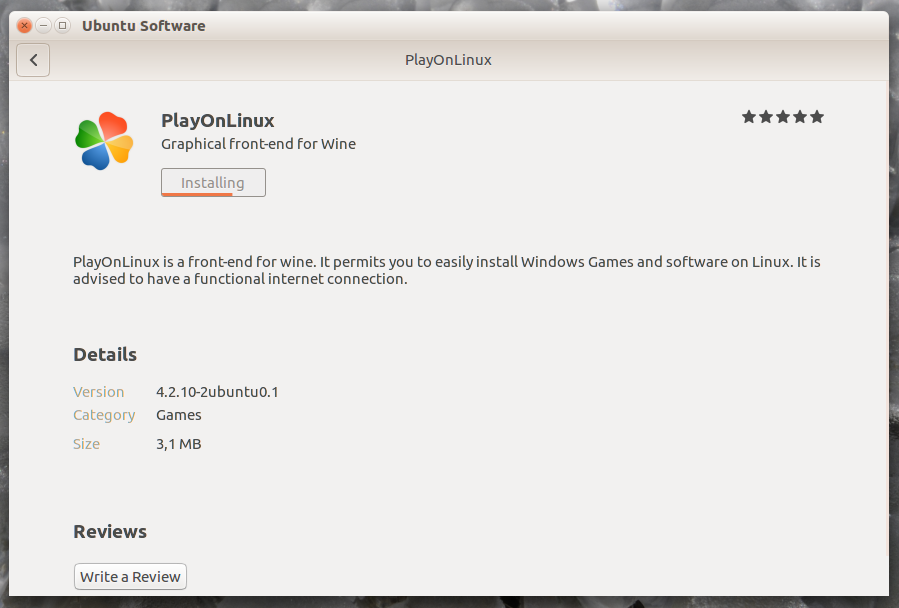 Ubuntu Software
PlayOnLinux
PlayOnLinux
Graphical front-end for Wine
Installing
PlayOnLinux is a front-end for wine. It permits you to easily install Windows Games and software on Linux. It is
advised to have a functional internet connection.
Details
Version 4.2.10-2ubuntu0.1
Category Games
Size 3,1 MB
Reviews
Write a Review